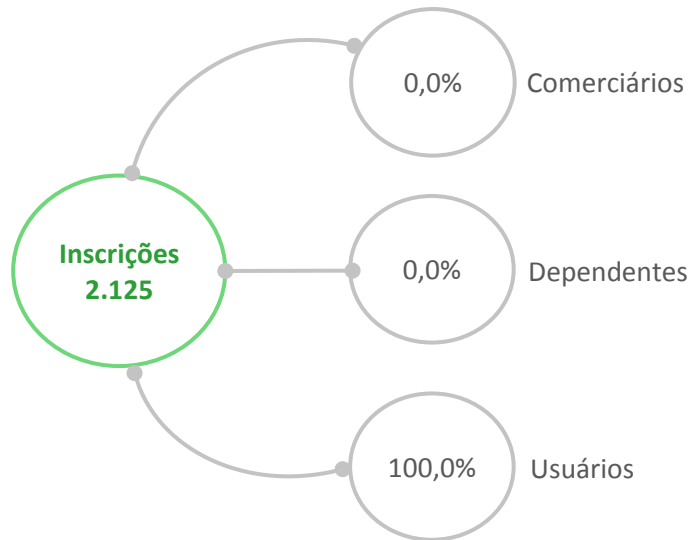 0,0%
Comerciários
Inscrições
2.125
0,0%
Dependentes
100,0%
Usuários